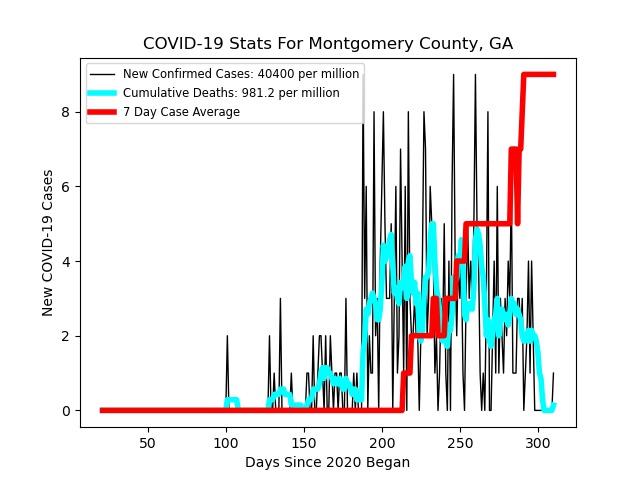 COVID-19 Stats For Montgomery County, GA
New Confirmed Cases: 40400 per million
Cumulative Deaths: 981.2 per million
7 Day Case Average
New COVID-19 Cases
8
6
4
2
0
50 100 150 200 250 300
Days Since 2020 Began